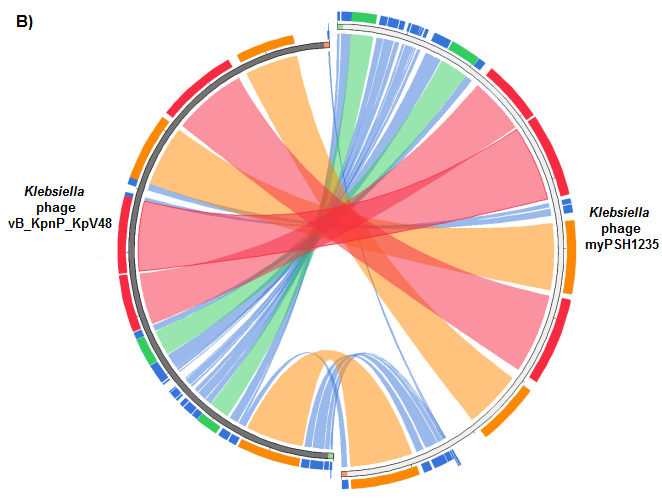 B)
Klebsiella
phage
vB_KpnP_KpV48
Klebsiella
phage
myPSH1235